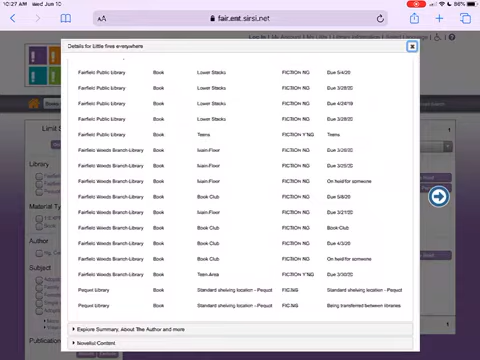 10:27 AM Wed Jun 10
86%
AA
fair.ent.sirsi.net
Details for Little fires everywhere
Fairfield Public Library Book Lower Stacks FICTION NG Due 5/4/20
Fairfield Public Library Book Lower Stacks FICTION NG Due 3/28/20
Fairfield Public Library Book Lower Stacks FICTION NG Due 4/24/19
Fairfield Public Library Book Lower Stacks FICTION NG Due 3/28/20
Fairfield Public Library Book Teens FICTION Y*NG Teens
Fairfield Woods Branch-Library Book Main Floor FICTION NG Due 3/26/20
Fairfield Woods Branch-Library Book Main Floor FICTION NG Due 3/25/20
Fairfield Woods Branch-Library Book Main Floor FICTION NG On hold for someone
Fairfield Woods Branch-Library Book Book Club FICTION NG Due 5/8/20
Fairfield Woods Branch-Library Book Book Club FICTION NG Due 3/21/20
Fairfield Woods Branch-Library Book Book Club FICTION NG Book Club
Fairfield Woods Branch-Library Book Book Club FICTION NG Due 4/3/20
Fairfield Woods Branch-Library Book Book Club FICTION NG On hold for someone
Fairfield Woods Branch-Library Book Teen Area FICTION Y*NG Due 3/30/20
Pequot Library Book Standard shelving location - Pequot FIC NG Standard shelving location - Pequot
Pequot Library Book Standard shelving location - Pequot FIC NG Being transferred between libraries
Explore Summary, About The Author and more
Novelist Content
Library
Material Ty
Author
Ng, Ce
Subject
Publication